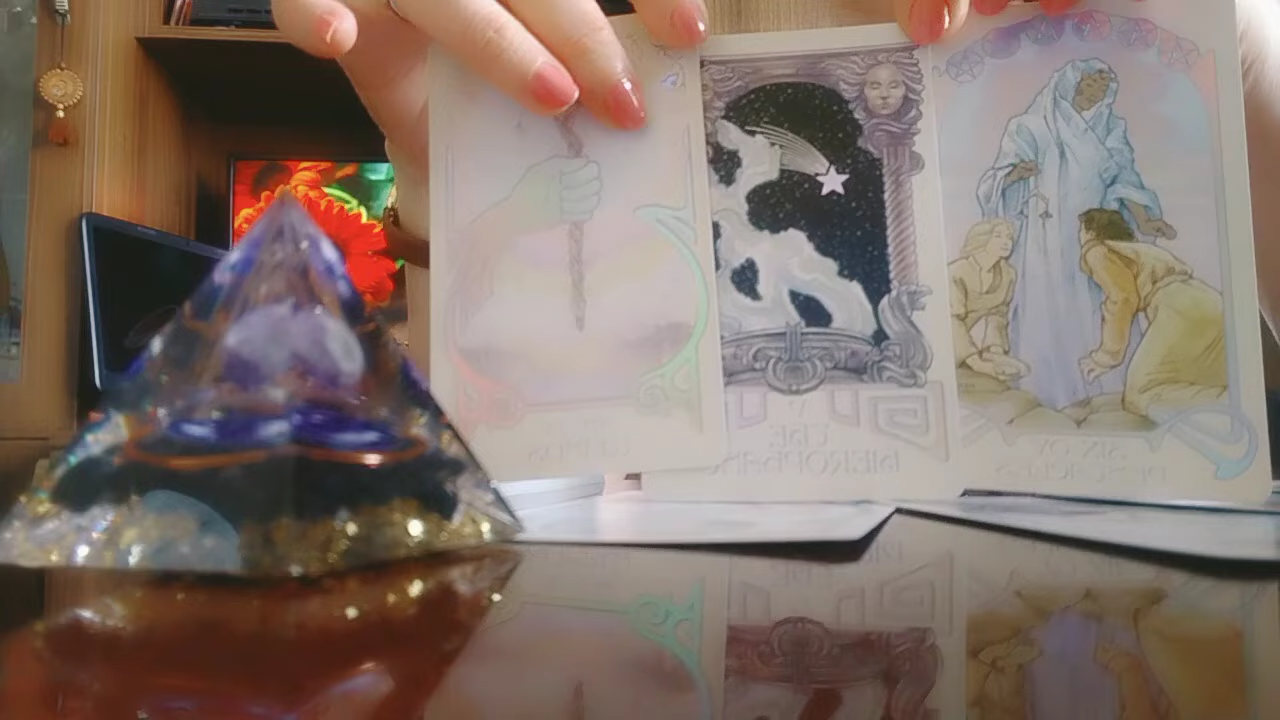 V
THE
HIEROPHANT
SIX OF
PENTACLES